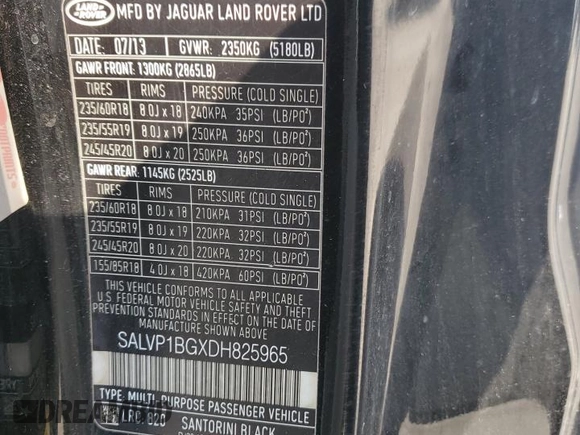 LAND ROVER
MFD BY JAGUAR LAND ROVER LTD
DATE: 07/13 GVWR: 2350KG (5180LB)
GAWR FRONT: 1300KG (2865LB)
TIRES RIMS PRESSURE (COLD SINGLE)
235/60R18 8.0J x 18 240KPA 35PSI (LB/PO²)
235/55R19 8.0J x 19 250KPA 36PSI (LB/PO²)
245/45R20 8.0J x 20 250KPA 36PSI (LB/PO²)
GAWR REAR: 1145KG (2525LB)
TIRES RIMS PRESSURE (COLD SINGLE)
235/60R18 8.0J x 18 210KPA 31PSI (LB/PO²)
235/55R19 8.0J x 19 220KPA 32PSI (LB/PO²)
245/45R20 8.0J x 20 220KPA 32PSI (LB/PO²)
155/85R18 4.0J x 18 420KPA 60PSI (LB/PO²)
THIS VEHICLE CONFORMS TO ALL APPLICABLE
U.S. FEDERAL MOTOR VEHICLE SAFETY AND THEFT
PREVENTION STANDARDS IN EFFECT ON THE DATE
OF MANUFACTURE SHOWN ABOVE
SALVP1BGXDH825965
TYPE: MULTI-PURPOSE PASSENGER VEHICLE
LRC: 820 SANTORINI BLACK